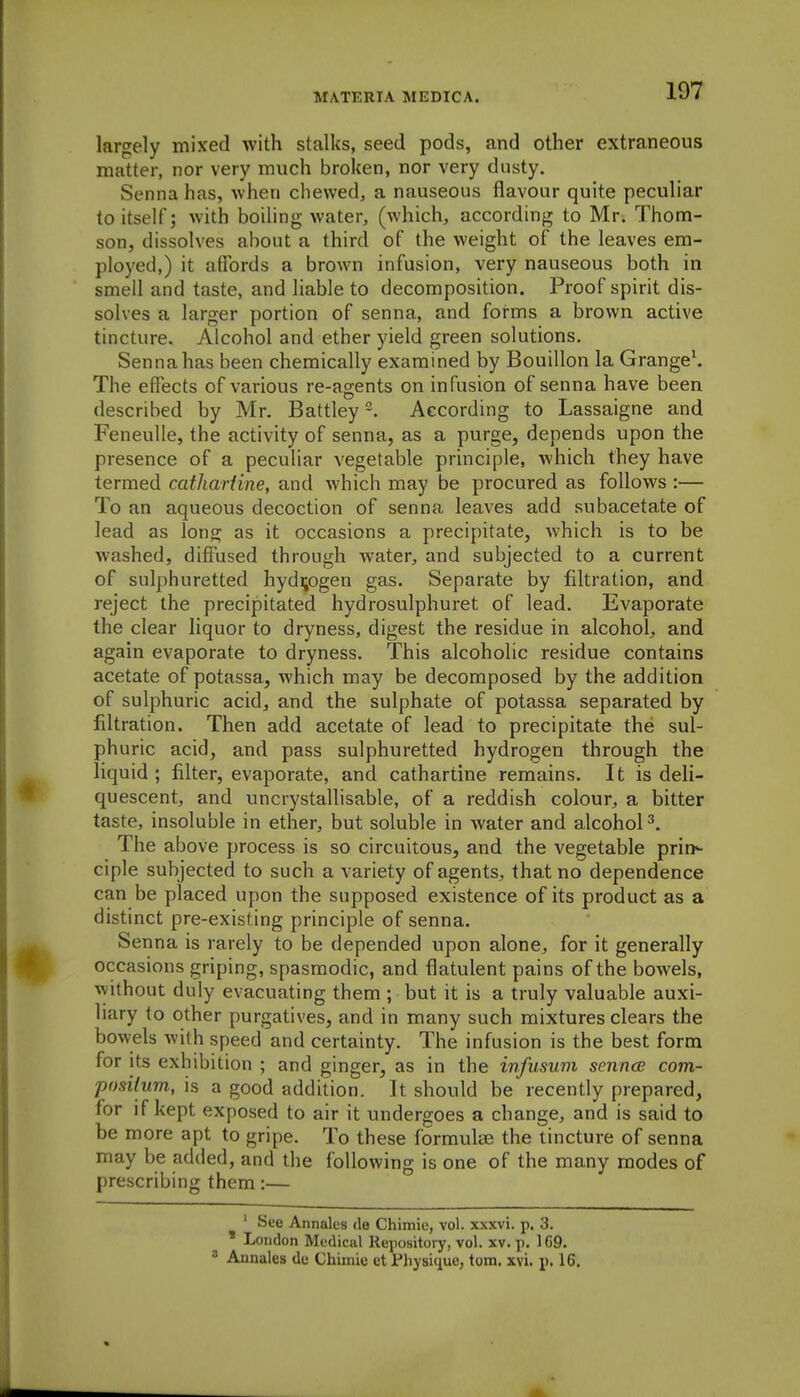 MATERIA MEDICA. 197
largely mixed with stalks, seed pods, and other extraneous
matter, nor very much broken, nor very dusty.
Senna has, when chewed, a nauseous flavour quite peculiar
to itself; with boiling water, (which, according to Mr. Thom-
son, dissolves about a third of the weight of the leaves em-
ployed,) it affords a brown infusion, very nauseous both in
smell and taste, and liable to decomposition. Proof spirit dis-
solves a larger portion of senna, and forms a brown active
tincture. Alcohol and ether yield green solutions.
Senna has been chemically examined by Bouillon la Grange¹.
The effects of various re-agents on infusion of senna have been
described by Mr. Battley ². According to Lassaigne and
Feneulle, the activity of senna, as a purge, depends upon the
presence of a peculiar vegetable principle, which they have
termed cathartine, and which may be procured as follows :—
To an aqueous decoction of senna leaves add subacetate of
lead as long as it occasions a precipitate, which is to be
washed, diffused through water, and subjected to a current
of sulphuretted hydrogen gas. Separate by filtration, and
reject the precipitated hydrosulphuret of lead. Evaporate
the clear liquor to dryness, digest the residue in alcohol, and
again evaporate to dryness. This alcoholic residue contains
acetate of potassa, which may be decomposed by the addition
of sulphuric acid, and the sulphate of potassa separated by
filtration. Then add acetate of lead to precipitate the sul-
phuric acid, and pass sulphuretted hydrogen through the
liquid ; filter, evaporate, and cathartine remains. It is deli-
quescent, and uncrystallisable, of a reddish colour, a bitter
taste, insoluble in ether, but soluble in water and alcohol ³.
The above process is so circuitous, and the vegetable prin-
ciple subjected to such a variety of agents, that no dependence
can be placed upon the supposed existence of its product as a
distinct pre-existing principle of senna.
Senna is rarely to be depended upon alone, for it generally
occasions griping, spasmodic, and flatulent pains of the bowels,
without duly evacuating them ; but it is a truly valuable auxi-
liary to other purgatives, and in many such mixtures clears the
bowels with speed and certainty. The infusion is the best form
for its exhibition ; and ginger, as in the infusum sennæ com-
positum, is a good addition. It should be recently prepared,
for if kept exposed to air it undergoes a change, and is said to
be more apt to gripe. To these formulæ the tincture of senna
may be added, and the following is one of the many modes of
prescribing them :—
¹ See Annales de Chimie, vol. xxxvi. p. 3.
² London Medical Repository, vol. xv. p. 169.
³ Annales de Chimie et Physique, tom. xvi. p. 16.